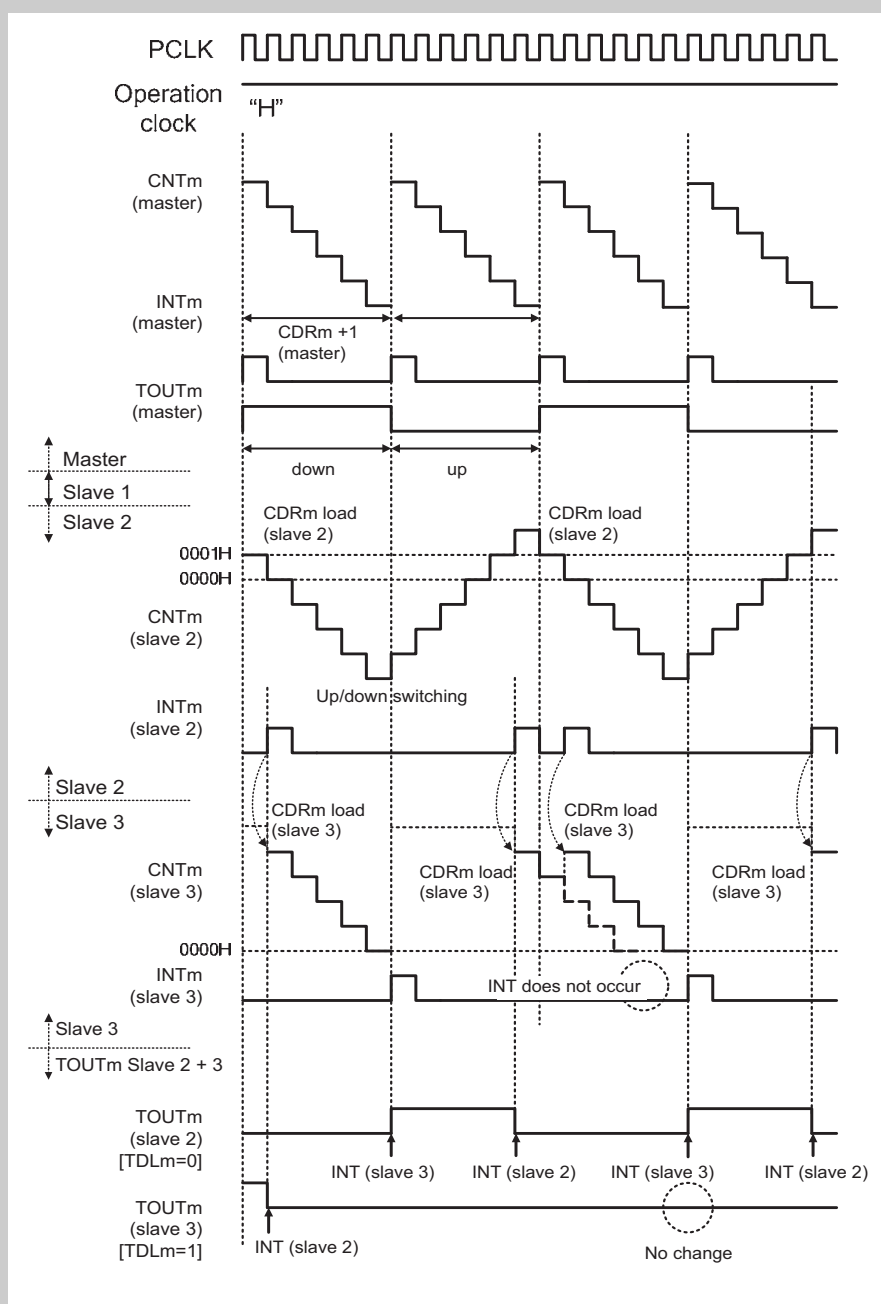 PCLK
Operation
clock
“H”
CNTm
(master)
INTm
(master)
CDRm +1
(master)
TOUTm
(master)
Master
down
up
Slave 1
Slave 2
CDRm load
(slave 2)
CDRm load
(slave 2)
0001H
0000H
CNTm
(slave 2)
Up/down switching
INTm
(slave 2)
Slave 2
Slave 3
CDRm load
(slave 3)
CDRm load
(slave 3)
CNTm
(slave 3)
CDRm load
(slave 3)
CDRm load
(slave 3)
0000H
INTm
(slave 3)
INT does not occur
Slave 3
TOUTm Slave 2 + 3
TOUTm
(slave 2)
[TDLm=0]
INT (slave 3)
INT (slave 2)
INT (slave 3)
INT (slave 2)
TOUTm
(slave 3)
[TDLm=1]
INT (slave 2)
No change